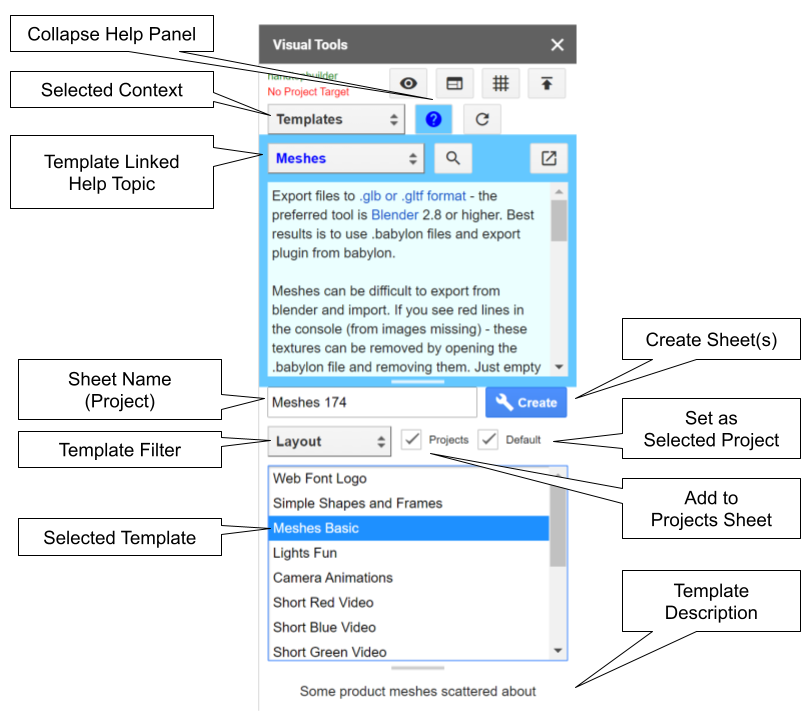 Collapse Help Panel
Visual Tools
Selected Context
No Project Target
Templates
Template Linked
Help Topic
Meshes
Export files to .glb or .gltf format - the
preferred tool is Blender 2.8 or higher. Best
results is to use .babylon files and export
plugin from babylon.
Meshes can be difficult to export from
blender and import. If you see red lines in
the console (from images missing) - these
textures can be removed by opening the
.babylon file and removing them. Just empty
Create Sheet(s)
Sheet Name
(Project)
Meshes 174
Create
Set as
Selected Project
Template Filter
Layout
Projects
Default
Add to
Projects Sheet
Web Font Logo
Simple Shapes and Frames
Selected Template
Meshes Basic
Lights Fun
Camera Animations
Short Red Video
Short Blue Video
Short Green Video
Template
Description
Some product meshes scattered about